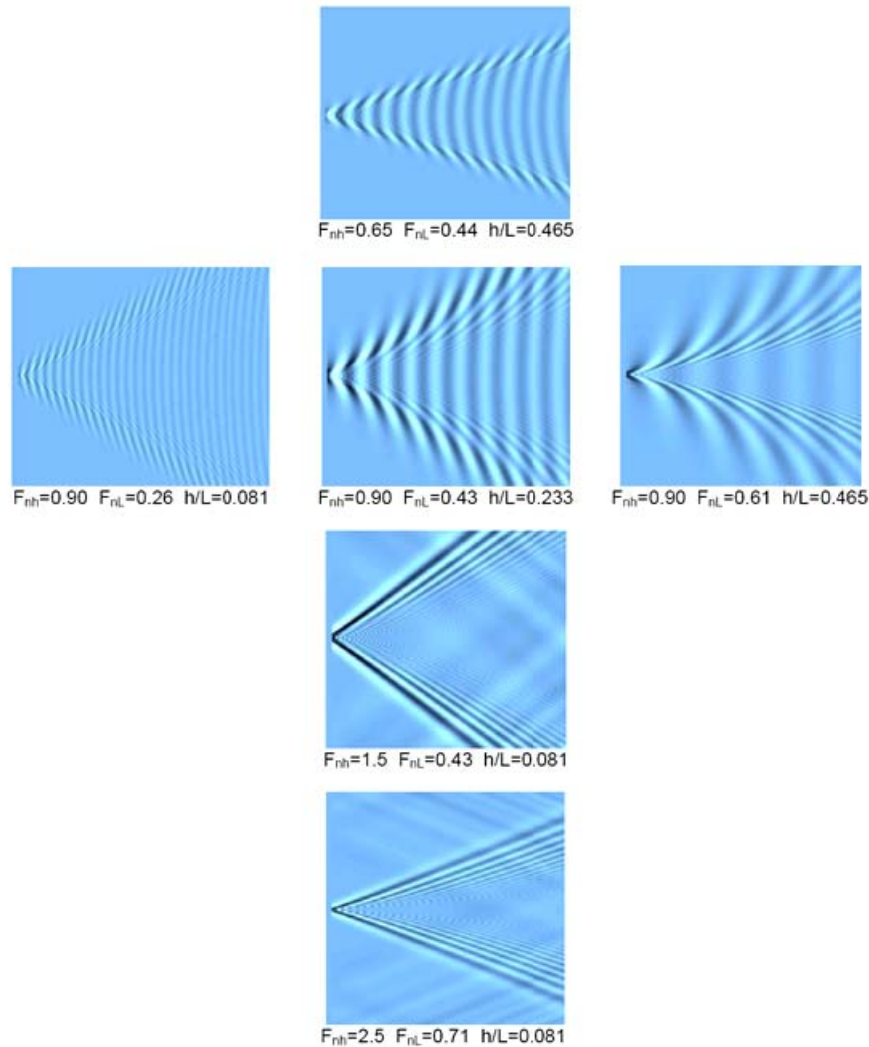 Fnh=0.65 FnL=0.44 h/L=0.465
Fnh=0.90 FnL=0.26 h/L=0.081
Fnh=0.90 FnL=0.43 h/L=0.233
Fnh=0.90 FnL=0.61 h/L=0.465
Fnh=1.5 FnL=0.43 h/L=0.081
Fnh=2.5 FnL=0.71 h/L=0.081